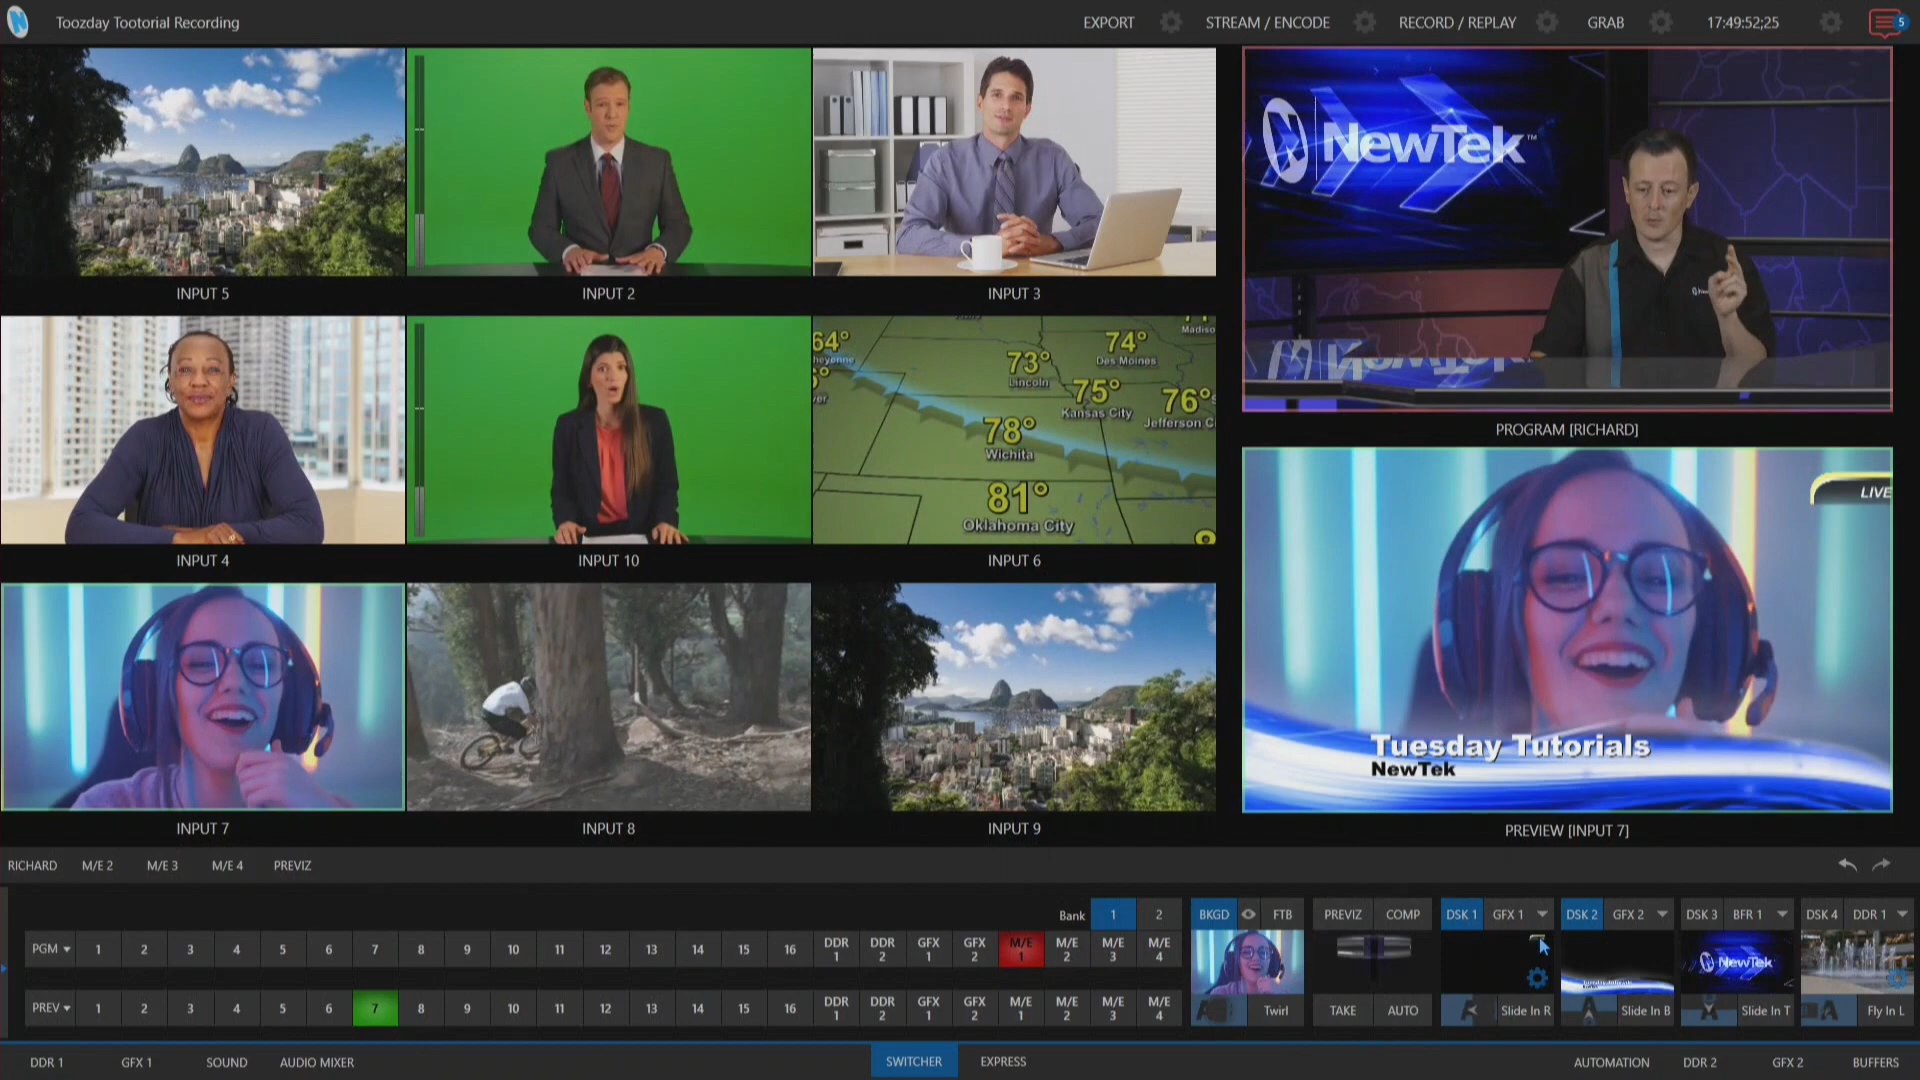 Toozday Tootorial Recording
EXPORT
STREAM / ENCODE
RECORD / REPLAY
GRAB
17:49:52;25
5
INPUT 5
INPUT 2
INPUT 3
NewTek™
PROGRAM [RICHARD]
INPUT 4
INPUT 10
64°
73°
Lincoln
74°
Des Moines
75°
Kansas City
76°
78°
Wichita
81°
Oklahoma City
INPUT 6
LIVE
Tuesday Tutorials
NewTek
INPUT 7
INPUT 8
INPUT 9
PREVIEW [INPUT 7]
RICHARD M/E 2 M/E 3 M/E 4 PREVIZ
Bank 1 2
BKGD FTB
PREVIZ COMP
DSK 1 GFX 1
DSK 2 GFX 2
DSK 3 BFR 1
DSK 4 DDR 1
PGM 1 2 3 4 5 6 7 8 9 10 11 12 13 14 15 16 DDR 1 DDR 2 GFX 1 GFX 2 M/E 1 M/E 2 M/E 3 M/E 4
NewTek
PREV 1 2 3 4 5 6 7 8 9 10 11 12 13 14 15 16 DDR 1 DDR 2 GFX 1 GFX 2 M/E 1 M/E 2 M/E 3 M/E 4
Twirl
TAKE AUTO
Slide In R
Slide In B
Slide In T
Fly In L
DDR 1 GFX 1 SOUND AUDIO MIXER
SWITCHER EXPRESS
AUTOMATION DDR 2 GFX 2 BUFFERS